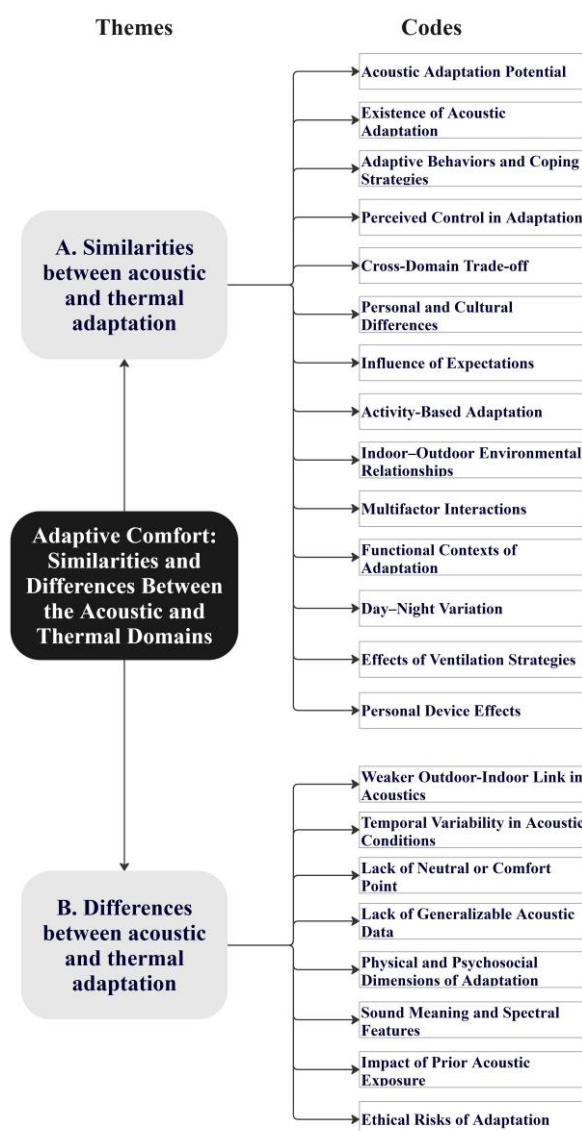 Themes
Codes
Adaptive Comfort:
Similarities and
Differences Between
the Acoustic and
Thermal Domains
A. Similarities
between acoustic
and thermal
adaptation
Acoustic Adaptation Potential
Existence of Acoustic
Adaptation
Adaptive Behaviors and Coping
Strategies
Perceived Control in Adaptation
Cross-Domain Trade-off
Personal and Cultural
Differences
Influence of Expectations
Activity-Based Adaptation
Indoor–Outdoor Environmental
Relationships
Multifactor Interactions
Functional Contexts of
Adaptation
Day–Night Variation
Effects of Ventilation Strategies
Personal Device Effects
B. Differences
between acoustic
and thermal
adaptation
Weaker Outdoor-Indoor Link in
Acoustics
Temporal Variability in Acoustic
Conditions
Lack of Neutral or Comfort
Point
Lack of Generalizable Acoustic
Data
Physical and Psychosocial
Dimensions of Adaptation
Sound Meaning and Spectral
Features
Impact of Prior Acoustic
Exposure
Ethical Risks of Adaptation